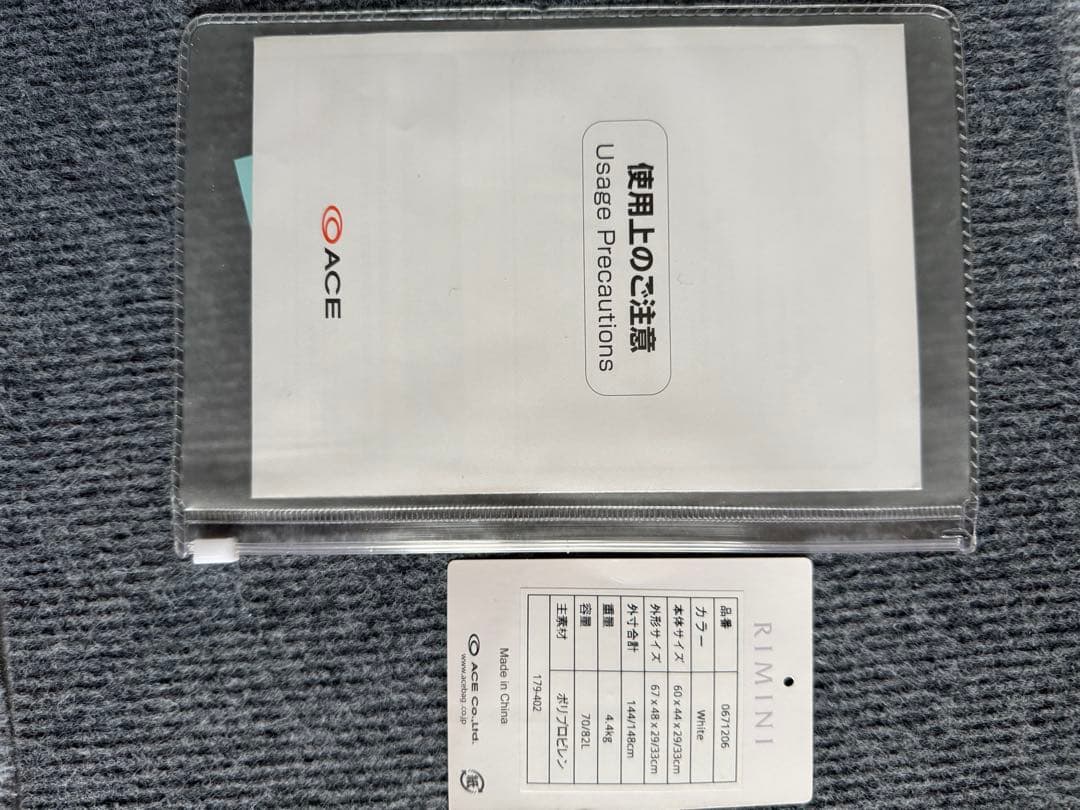 使用上のご注意
Usage Precautions
ACE
RIMINI
品番 0671206
カラー White
本体サイズ 60 x 44 x 29/33cm
外形サイズ 67 x 48 x 29/33cm
外寸合計 144/148cm
重量 4.4kg
容量 70/82L
主素材 ポリプロピレン
179-402
Made in China
ACE Co.,Ltd.
www.acebag.co.jp
紙